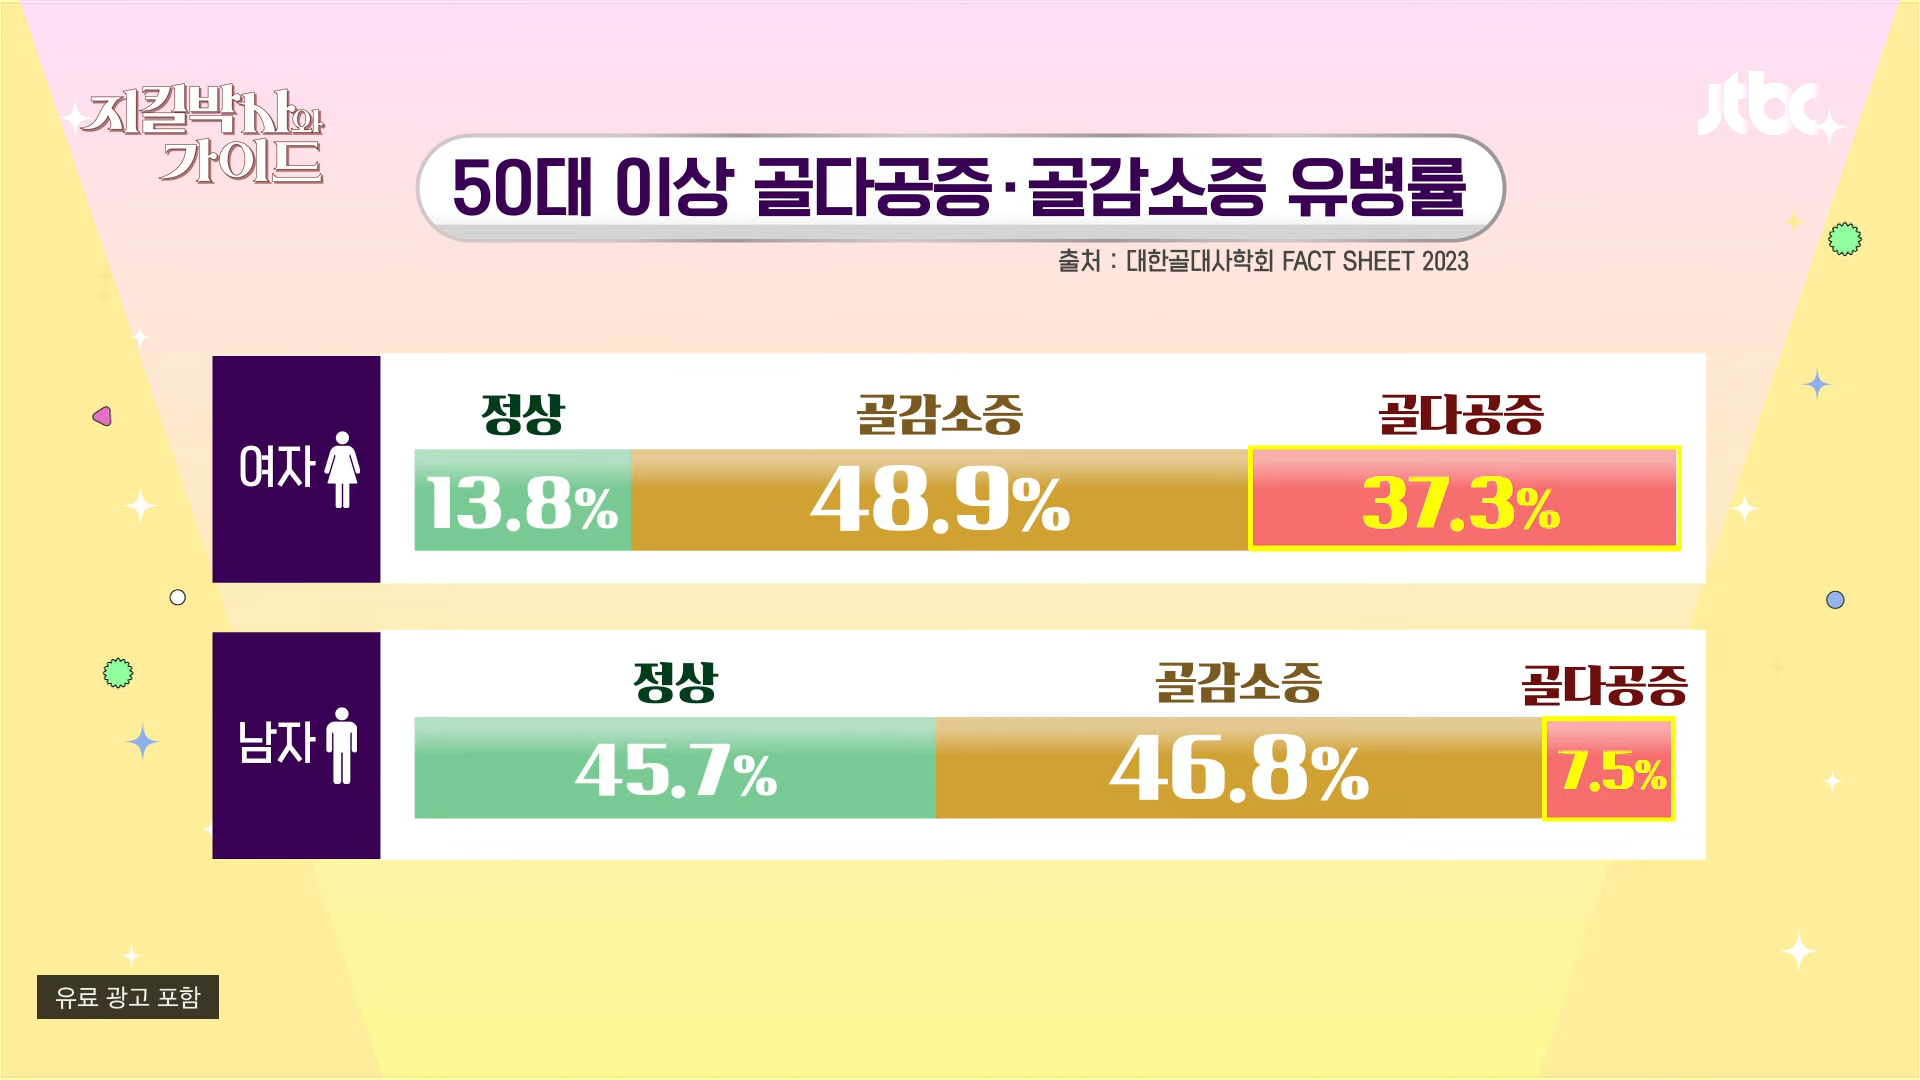 지킬박사와
가이드
jtbc
50대 이상 골다공증·골감소증 유병률
출처 : 대한골대사학회 FACT SHEET 2023
여자
정상 골감소증 골다공증
13.8% 48.9% 37.3%
남자
정상 골감소증 골다공증
45.7% 46.8% 7.5%
유료 광고 포함